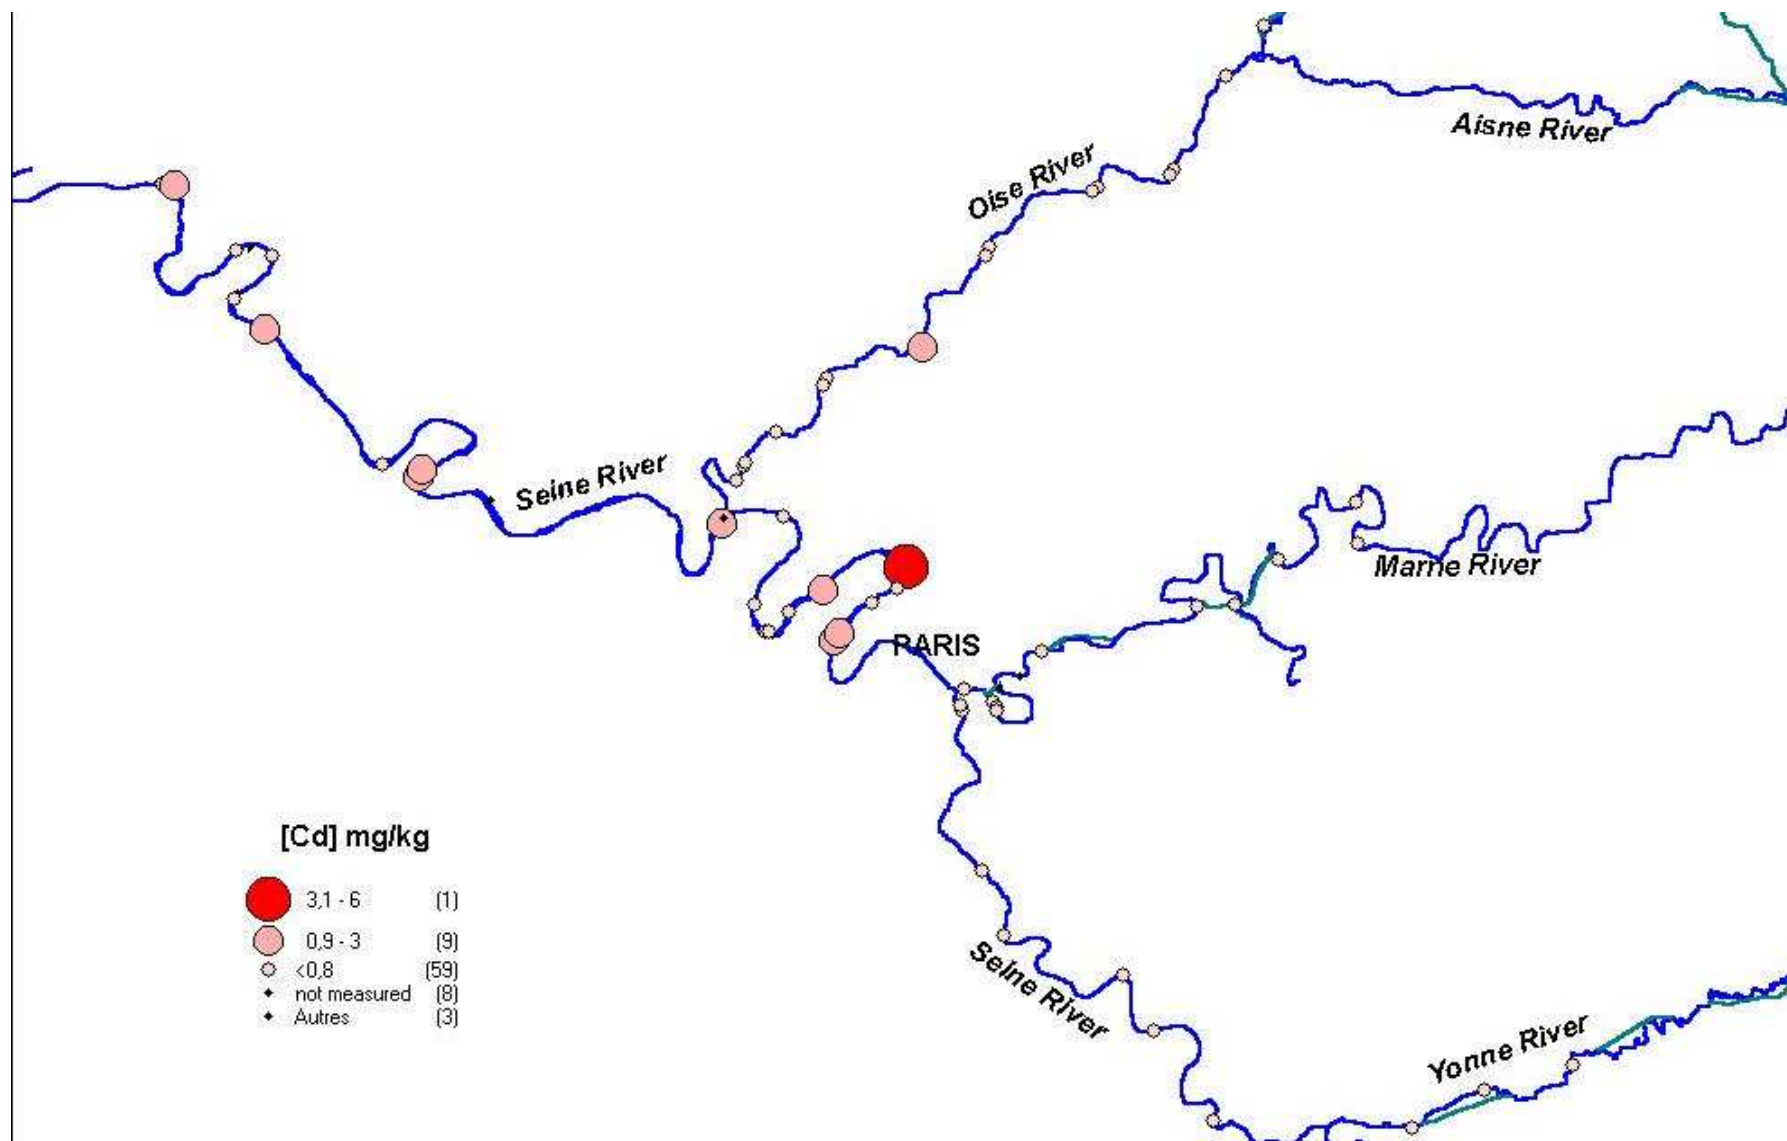 Aisne River
Oise River
Seine River
Marne River
PARIS
[Cd] mg/kg
3,1 - 6 (1)
0,9 - 3 (9)
<0,8 (59)
not measured (8)
Autres (3)
Seine River
Yonne River